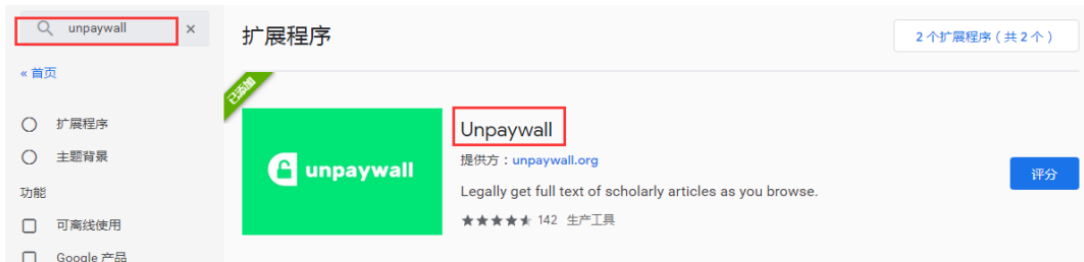 unpaywall ×
扩展程序
2 个扩展程序（共 2 个）
« 首页
已添加
扩展程序
主题背景
功能
可离线使用
Google 产品
unpaywall
Unpaywall
提供方：unpaywall.org
Legally get full text of scholarly articles as you browse.
142 生产工具
评分